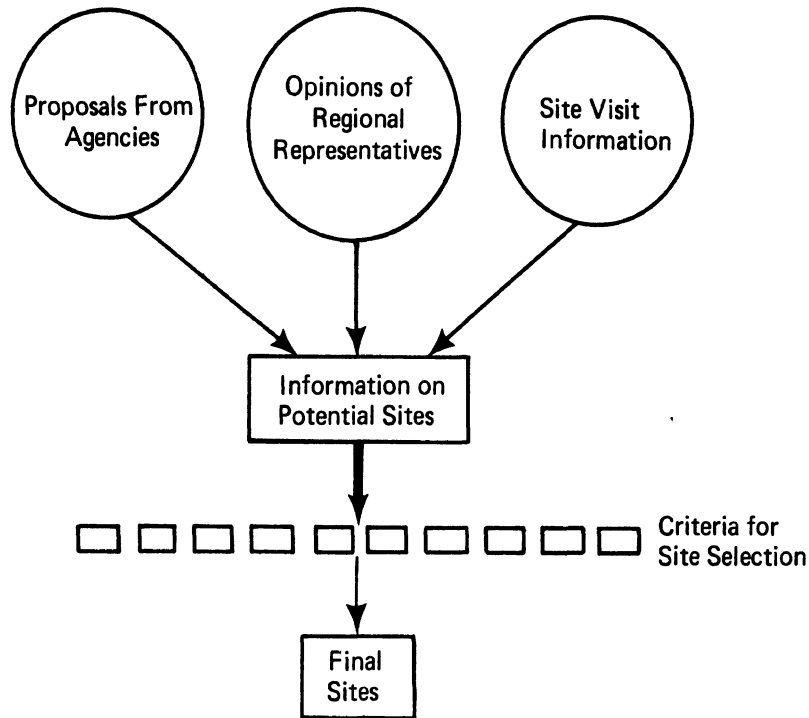 Proposals From
Agencies
Opinions of
Regional
Representatives
Site Visit
Information
Information on
Potential Sites
Criteria for
Site Selection
Final
Sites